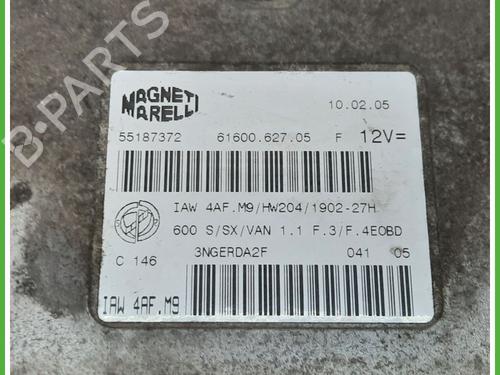 MAGNETI MARELLI
10.02.05
55187372 61600.627.05 F 12V=
IAW 4AF.M9/HW204/1902-27H
600 S/SX/VAN 1.1 F.3/F.4EOBD
C 146 3NGERDA2F 041 05
IAW 4AF.M9
B-PARTS